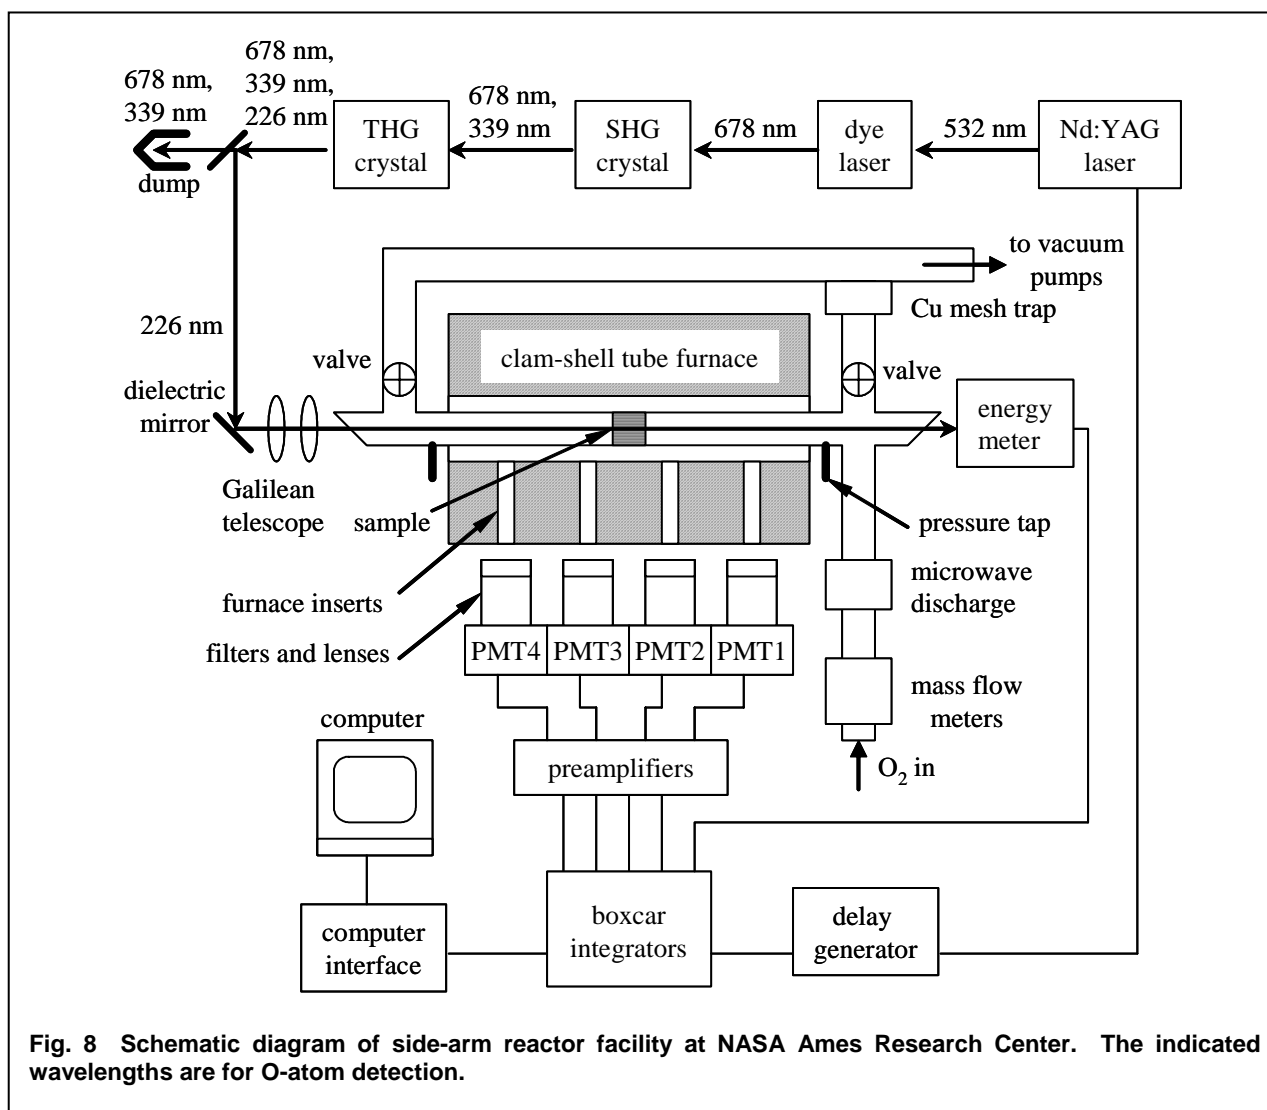 678 nm,
339 nm
678 nm,
339 nm,
226 nm
THG
crystal
678 nm,
339 nm
SHG
crystal
678 nm
dye
laser
532 nm
Nd:YAG
laser
dump
to vacuum
pumps
Cu mesh trap
226 nm
valve
clam-shell tube furnace
valve
dielectric
mirror
energy
meter
Galilean
telescope
sample
pressure tap
furnace inserts
microwave
discharge
filters and lenses
PMT4
PMT3
PMT2
PMT1
mass flow
meters
computer
preamplifiers
O2 in
boxcar
integrators
delay
generator
computer
interface
Fig. 8 Schematic diagram of side-arm reactor facility at NASA Ames Research Center. The indicated
wavelengths are for O-atom detection.